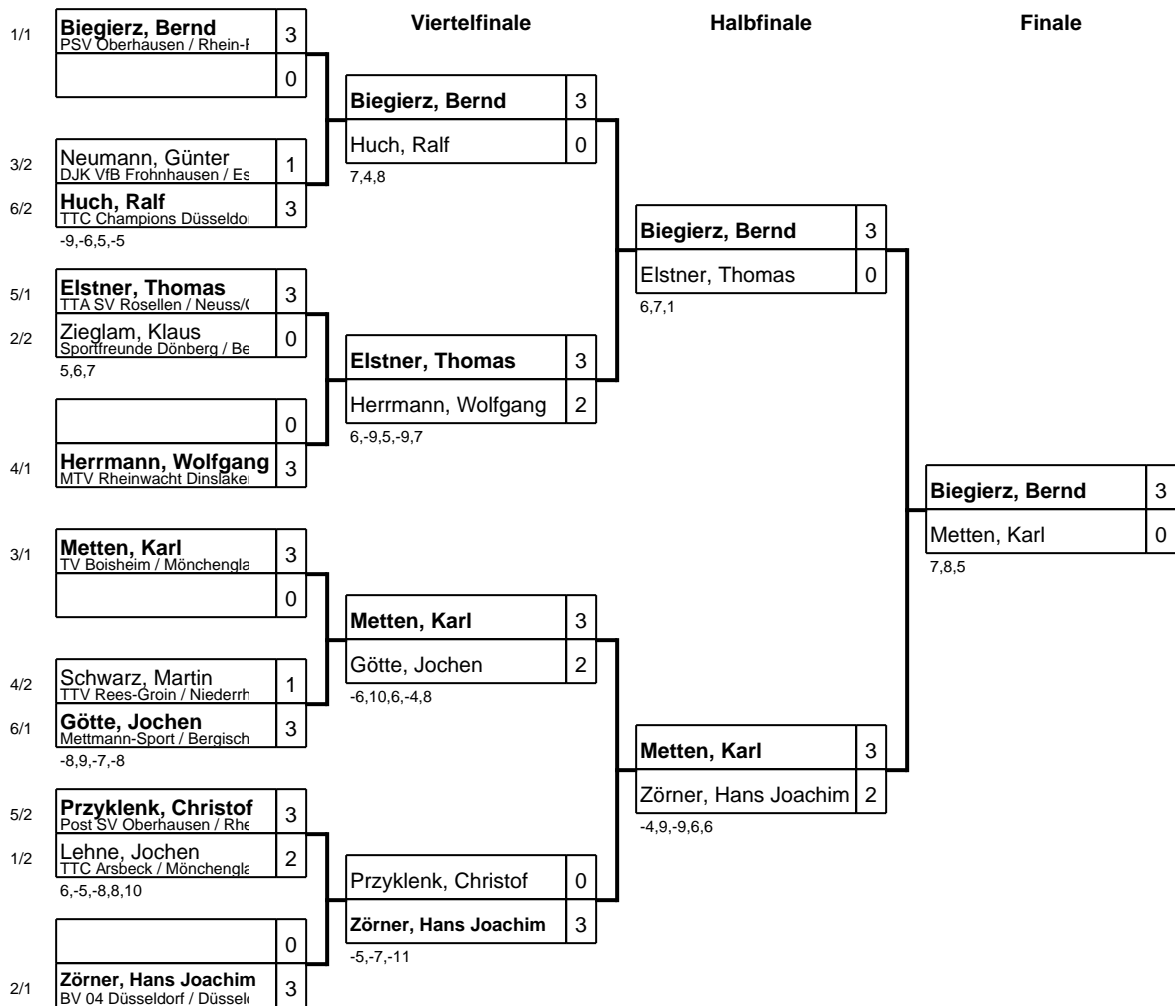 Viertelfinale
Halbfinale
Finale
1/1
Biegierz, Bernd 3
PSV Oberhausen / Rhein-
0
3/2
Neumann, Günter 1
DJK VfB Frohnhausen / Es
6/2
Huch, Ralf 3
TTC Champions Düsseldo
-9,-6,5,-5
5/1
Elstner, Thomas 3
TTA SV Rosellen / Neuss/
2/2
Zieglam, Klaus 0
Sportfreunde Dönberg / Be
5,6,7
0
4/1
Herrmann, Wolfgang 3
MTV Rheinwacht Dinslake
3/1
Metten, Karl 3
TV Boisheim / Mönchengla
0
4/2
Schwarz, Martin 1
TTV Rees-Groin / Niederrh
6/1
Götte, Jochen 3
Mettmann-Sport / Bergisch
-8,9,-7,-8
5/2
Przyklenk, Christof 3
Post SV Oberhausen / Rhe
1/2
Lehne, Jochen 2
TTC Arsbeck / Mönchengla
6,-5,-8,8,10
0
2/1
Zörner, Hans Joachim 3
BV 04 Düsseldorf / Düssel
Biegierz, Bernd 3
Huch, Ralf 0
7,4,8
Elstner, Thomas 3
Herrmann, Wolfgang 2
6,-9,5,-9,7
Metten, Karl 3
Götte, Jochen 2
-6,10,6,-4,8
Przyklenk, Christof 0
Zörner, Hans Joachim 3
-5,-7,-11
Biegierz, Bernd 3
Elstner, Thomas 0
6,7,1
Metten, Karl 3
Zörner, Hans Joachim 2
-4,9,-9,6,6
Biegierz, Bernd 3
Metten, Karl 0
7,8,5